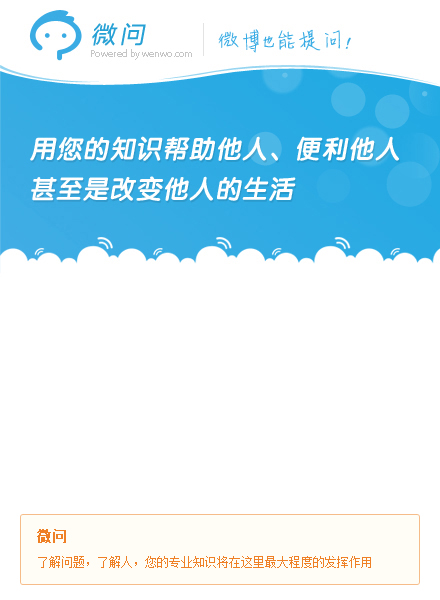 微问
Powered by wenwo.com
微博也能提问!
用您的知识帮助他人、便利他人
甚至是改变他人的生活
微问
了解问题，了解人，您的专业知识将在这里最大程度的发挥作用